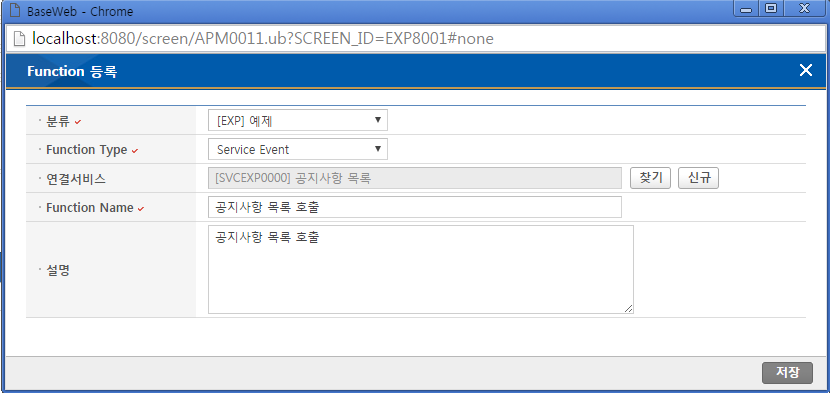 BaseWeb - Chrome
localhost:8080/screen/APM0011.ub?SCREEN_ID=EXP8001#none
Function 등록
분류
[EXP] 예제
Function Type
Service Event
연결서비스
[SVCEXP0000] 공지사항 목록
찾기
신규
Function Name
공지사항 목록 호출
설명
공지사항 목록 호출
저장